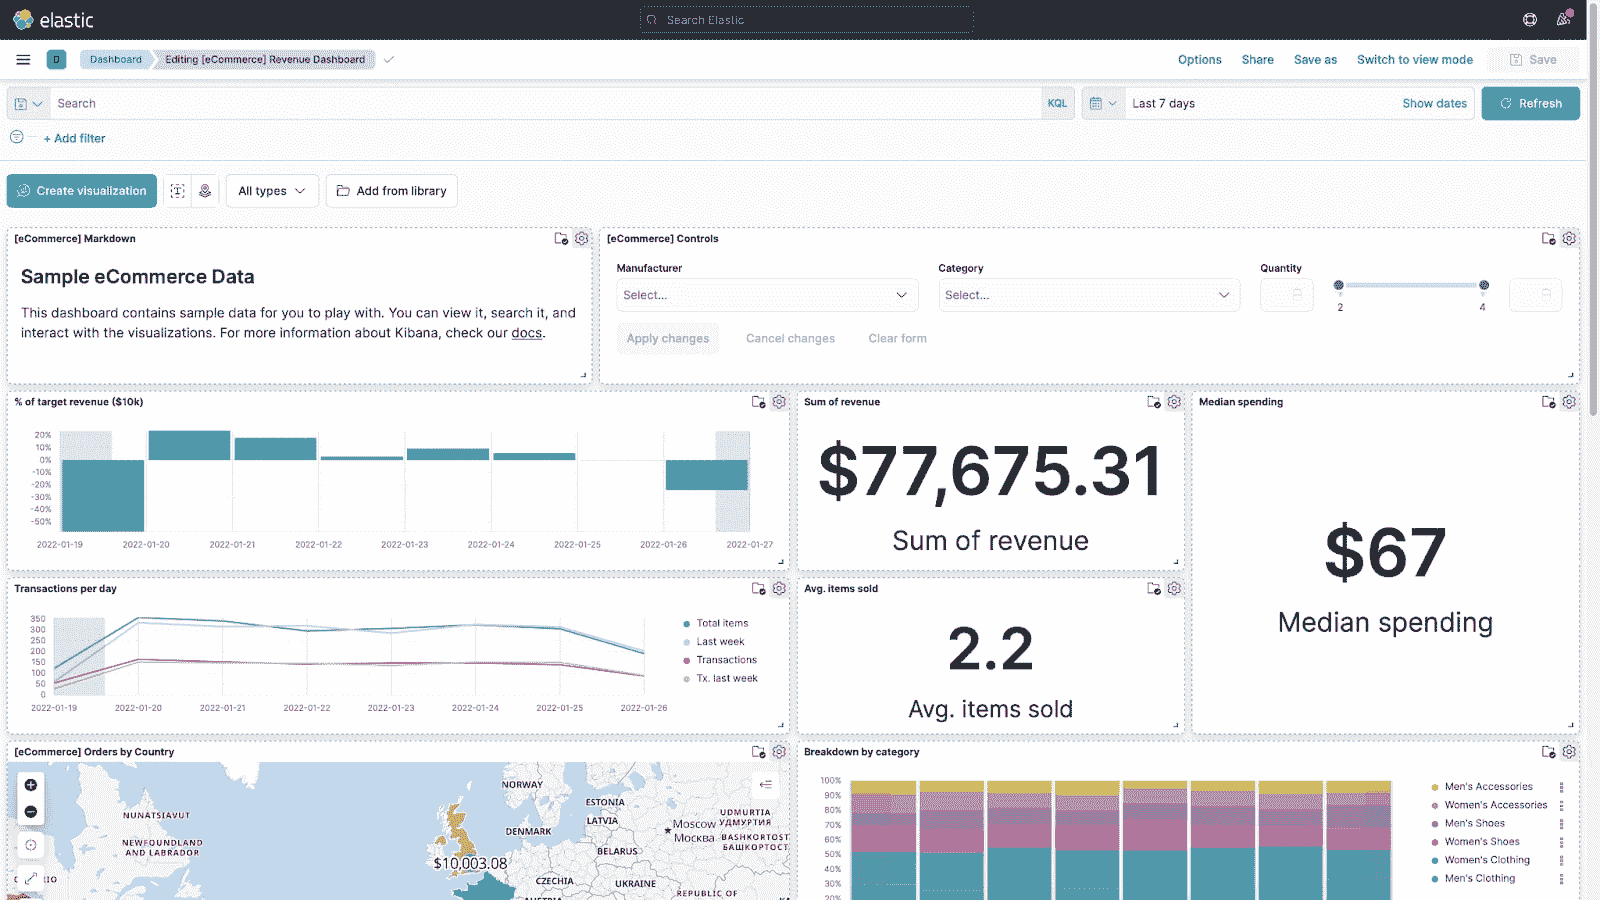 elastic
Search Elastic
D
Dashboard
Editing [eCommerce] Revenue Dashboard
Options
Share
Save as
Switch to view mode
Save
Search
KQL
Last 7 days
Show dates
Refresh
+ Add filter
Create visualization
All types
Add from library
[eCommerce] Markdown
Sample eCommerce Data
This dashboard contains sample data for you to play with. You can view it, search it, and
interact with the visualizations. For more information about Kibana, check our docs.
[eCommerce] Controls
Manufacturer
Category
Quantity
Select...
Select...
2
4
Apply changes
Cancel changes
Clear form
% of target revenue ($10k)
20%
10%
0%
-10%
-20%
-30%
-40%
-50%
2022-01-19
2022-01-20
2022-01-21
2022-01-22
2022-01-23
2022-01-24
2022-01-25
2022-01-26
2022-01-27
Sum of revenue
$77,675.31
Sum of revenue
Median spending
$67
Median spending
Transactions per day
350
300
250
200
150
100
50
0
2022-01-19
2022-01-20
2022-01-21
2022-01-22
2022-01-23
2022-01-24
2022-01-25
2022-01-26
Total items
Last week
Transactions
Tx. last week
Avg. items sold
2.2
Avg. items sold
[eCommerce] Orders by Country
NUNATSIAVUT
NEWFOUNDLAND
AND LABRADOR
NORWAY
ESTONIA
LATVIA
DENMARK
Moscow
Москва
UDMURTIA
УДМУРТИЯ
BASHKORTOST
БАШКОРТОСТ
BELARUS
$10,003.08
CZECHIA
UKRAINE
REPUBLIC OF
Breakdown by category
100%
90%
80%
70%
60%
50%
40%
30%
20%
Men's Accessories
Women's Accessories
Men's Shoes
Women's Shoes
Women's Clothing
Men's Clothing